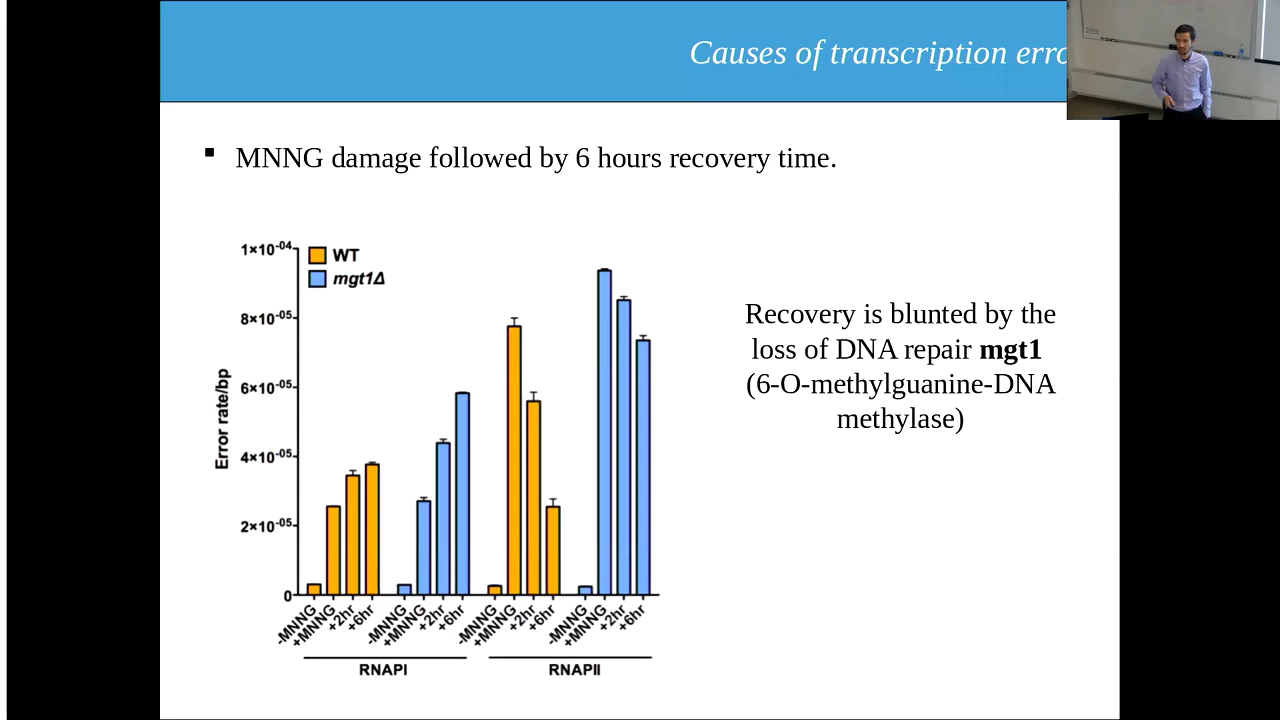 Causes of transcription erro
▪ MNNG damage followed by 6 hours recovery time.
WT
mgt1Δ
Error rate/bp
1×10-04
8×10-05
6×10-05
4×10-05
2×10-05
0
-MNNG +MNNG +2hr +6hr -MNNG +MNNG +2hr +6hr -MNNG +MNNG +2hr +6hr -MNNG +MNNG +2hr +6hr
RNAPI RNAPII
Recovery is blunted by the
loss of DNA repair mgt1
(6-O-methylguanine-DNA
methylase)